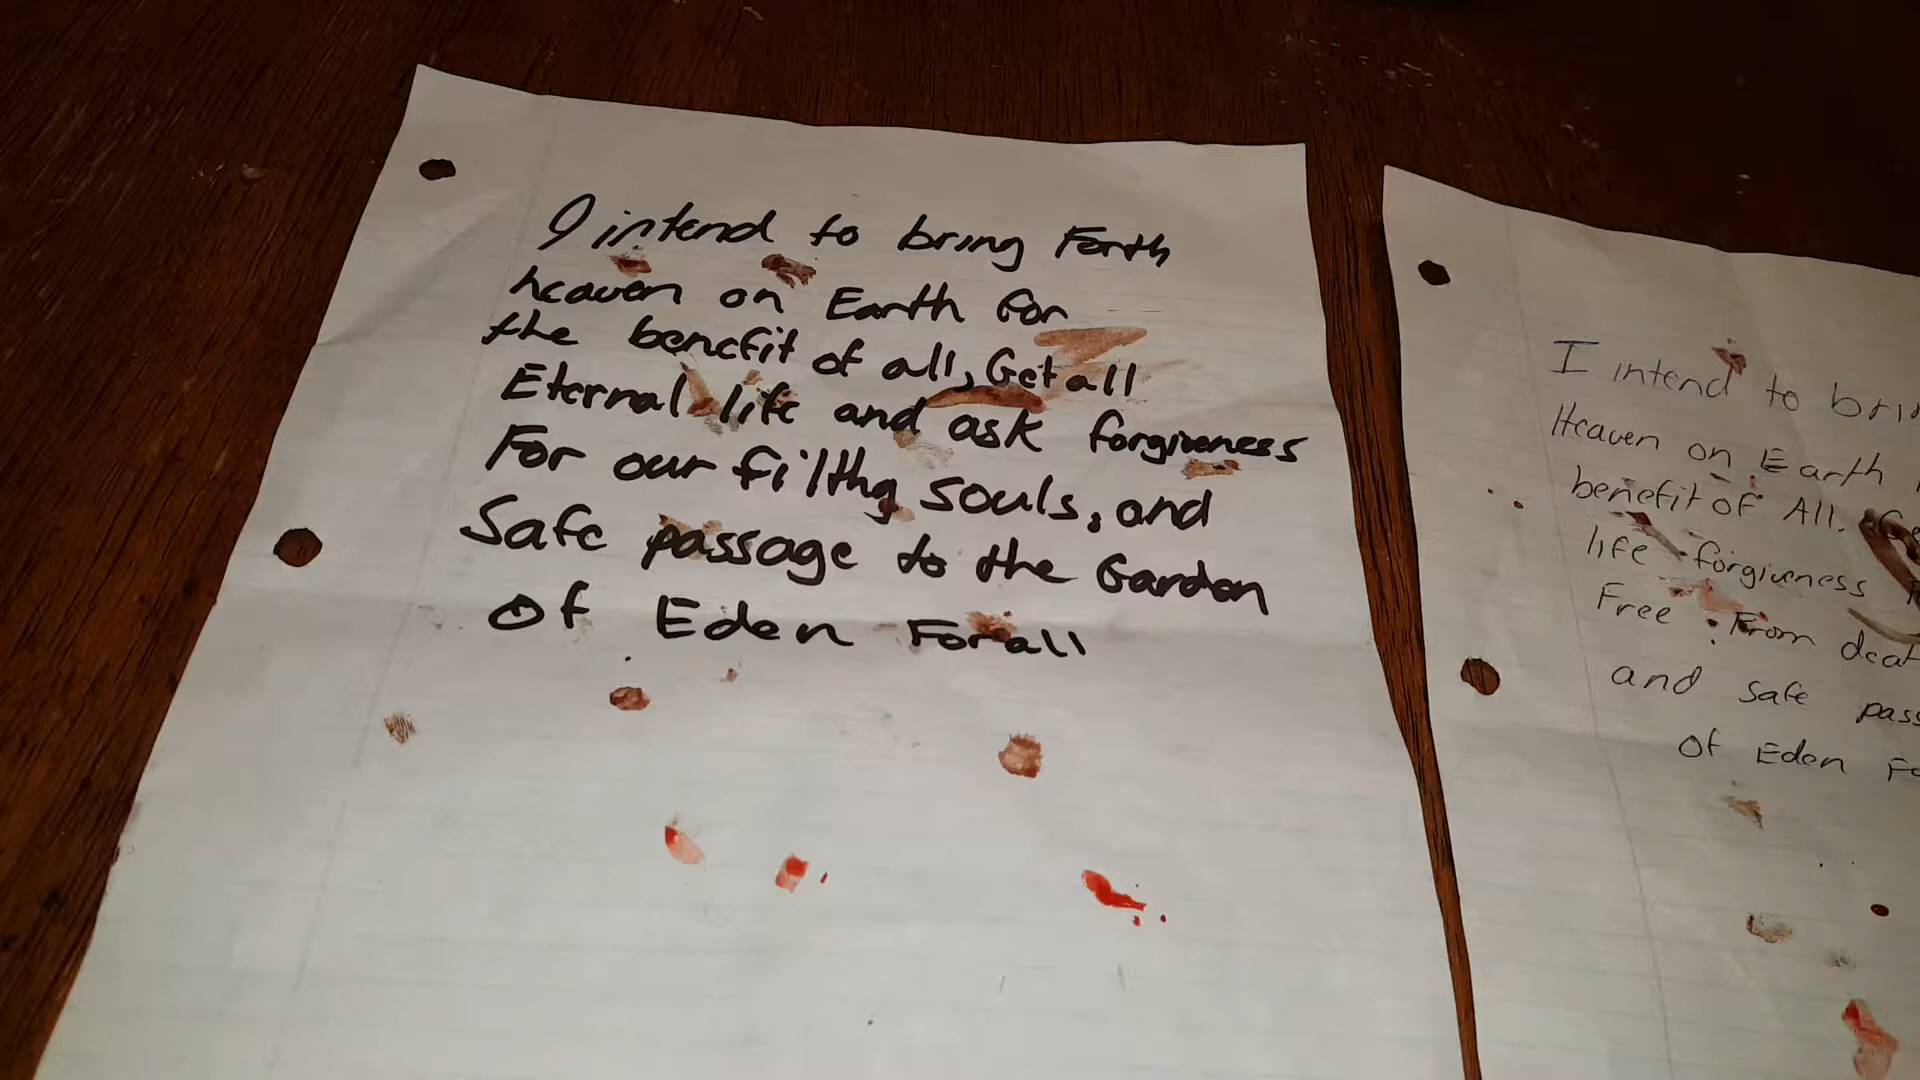 I intend to bring Forth
heaven on Earth for
the benefit of all, Get all
Eternal life and ask forgiveness
For our filthy souls, and
Safe passage to the Garden
of Eden For all
I intend to
Heaven on Earth
benefit of All.
life forgiveness
Free From
and safe
of Eden